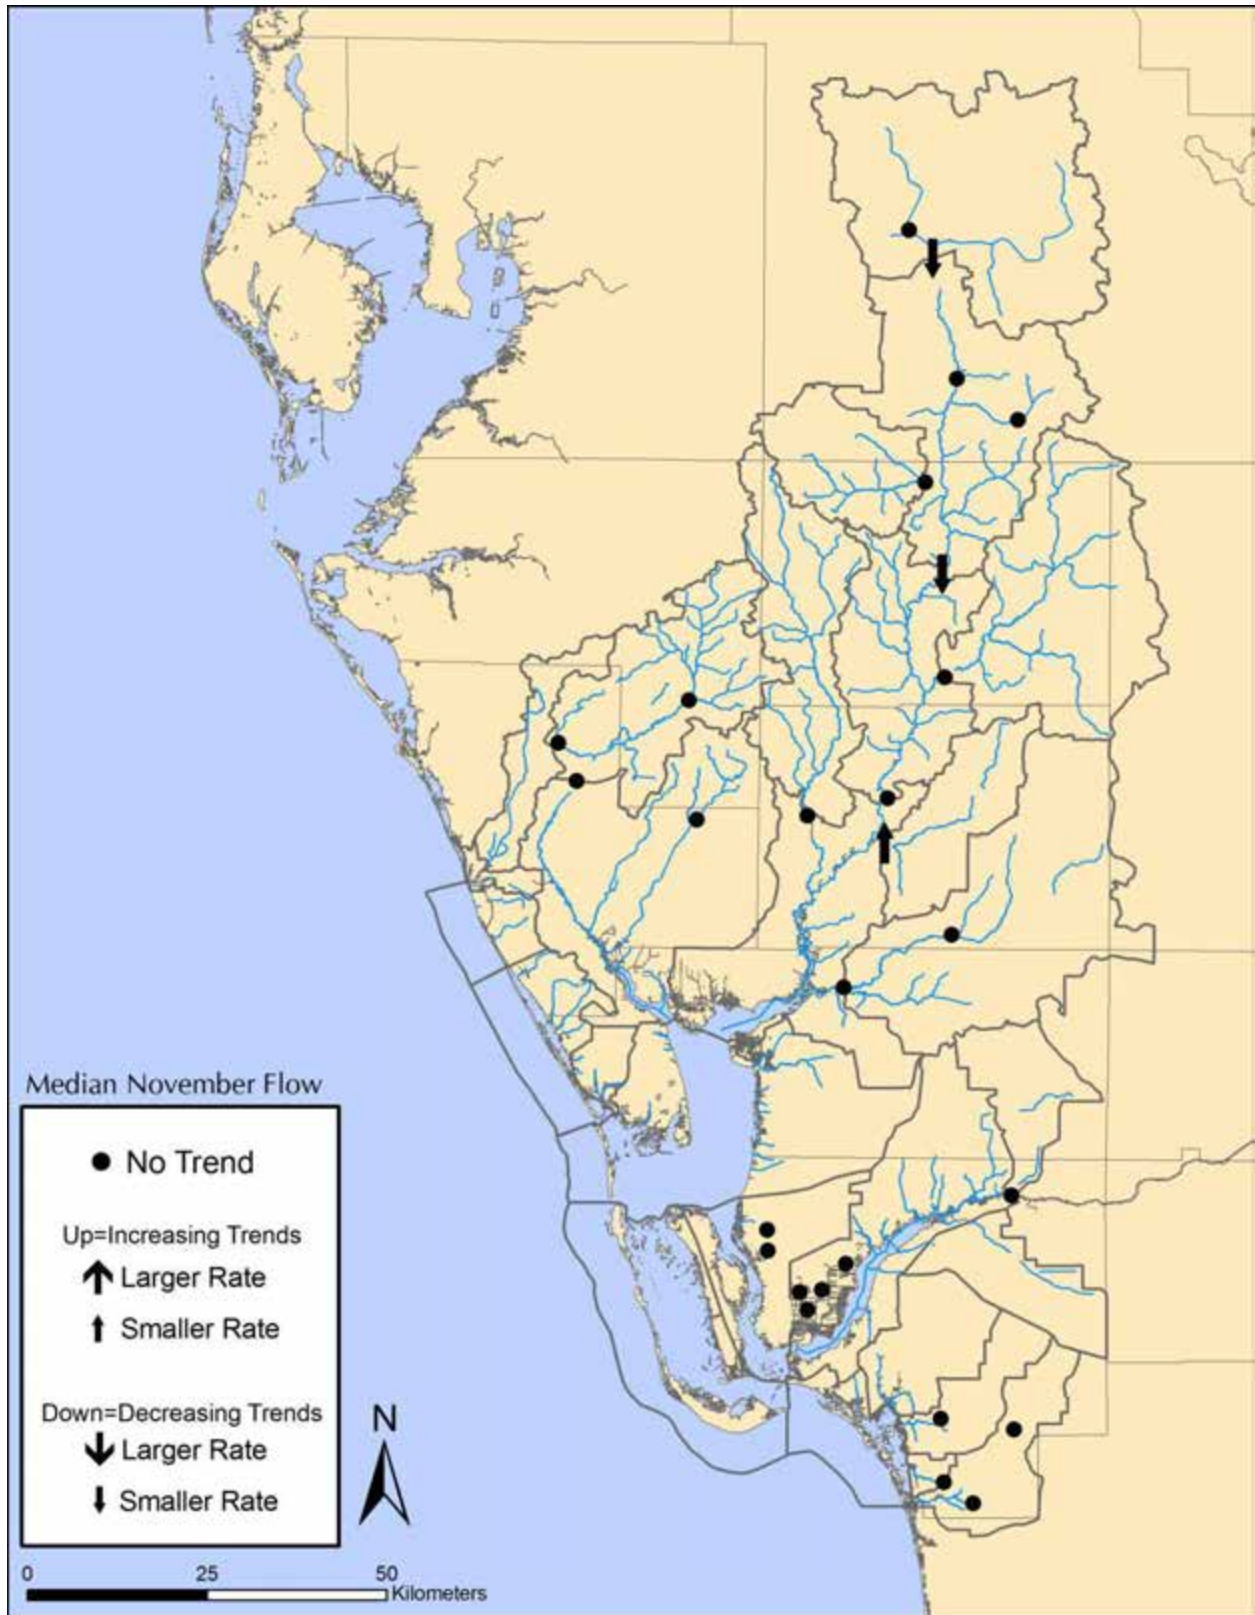 Median November Flow
No Trend
Up=Increasing Trends
Larger Rate
Smaller Rate
Down=Decreasing Trends
Larger Rate
Smaller Rate
N
0 25 50
Kilometers